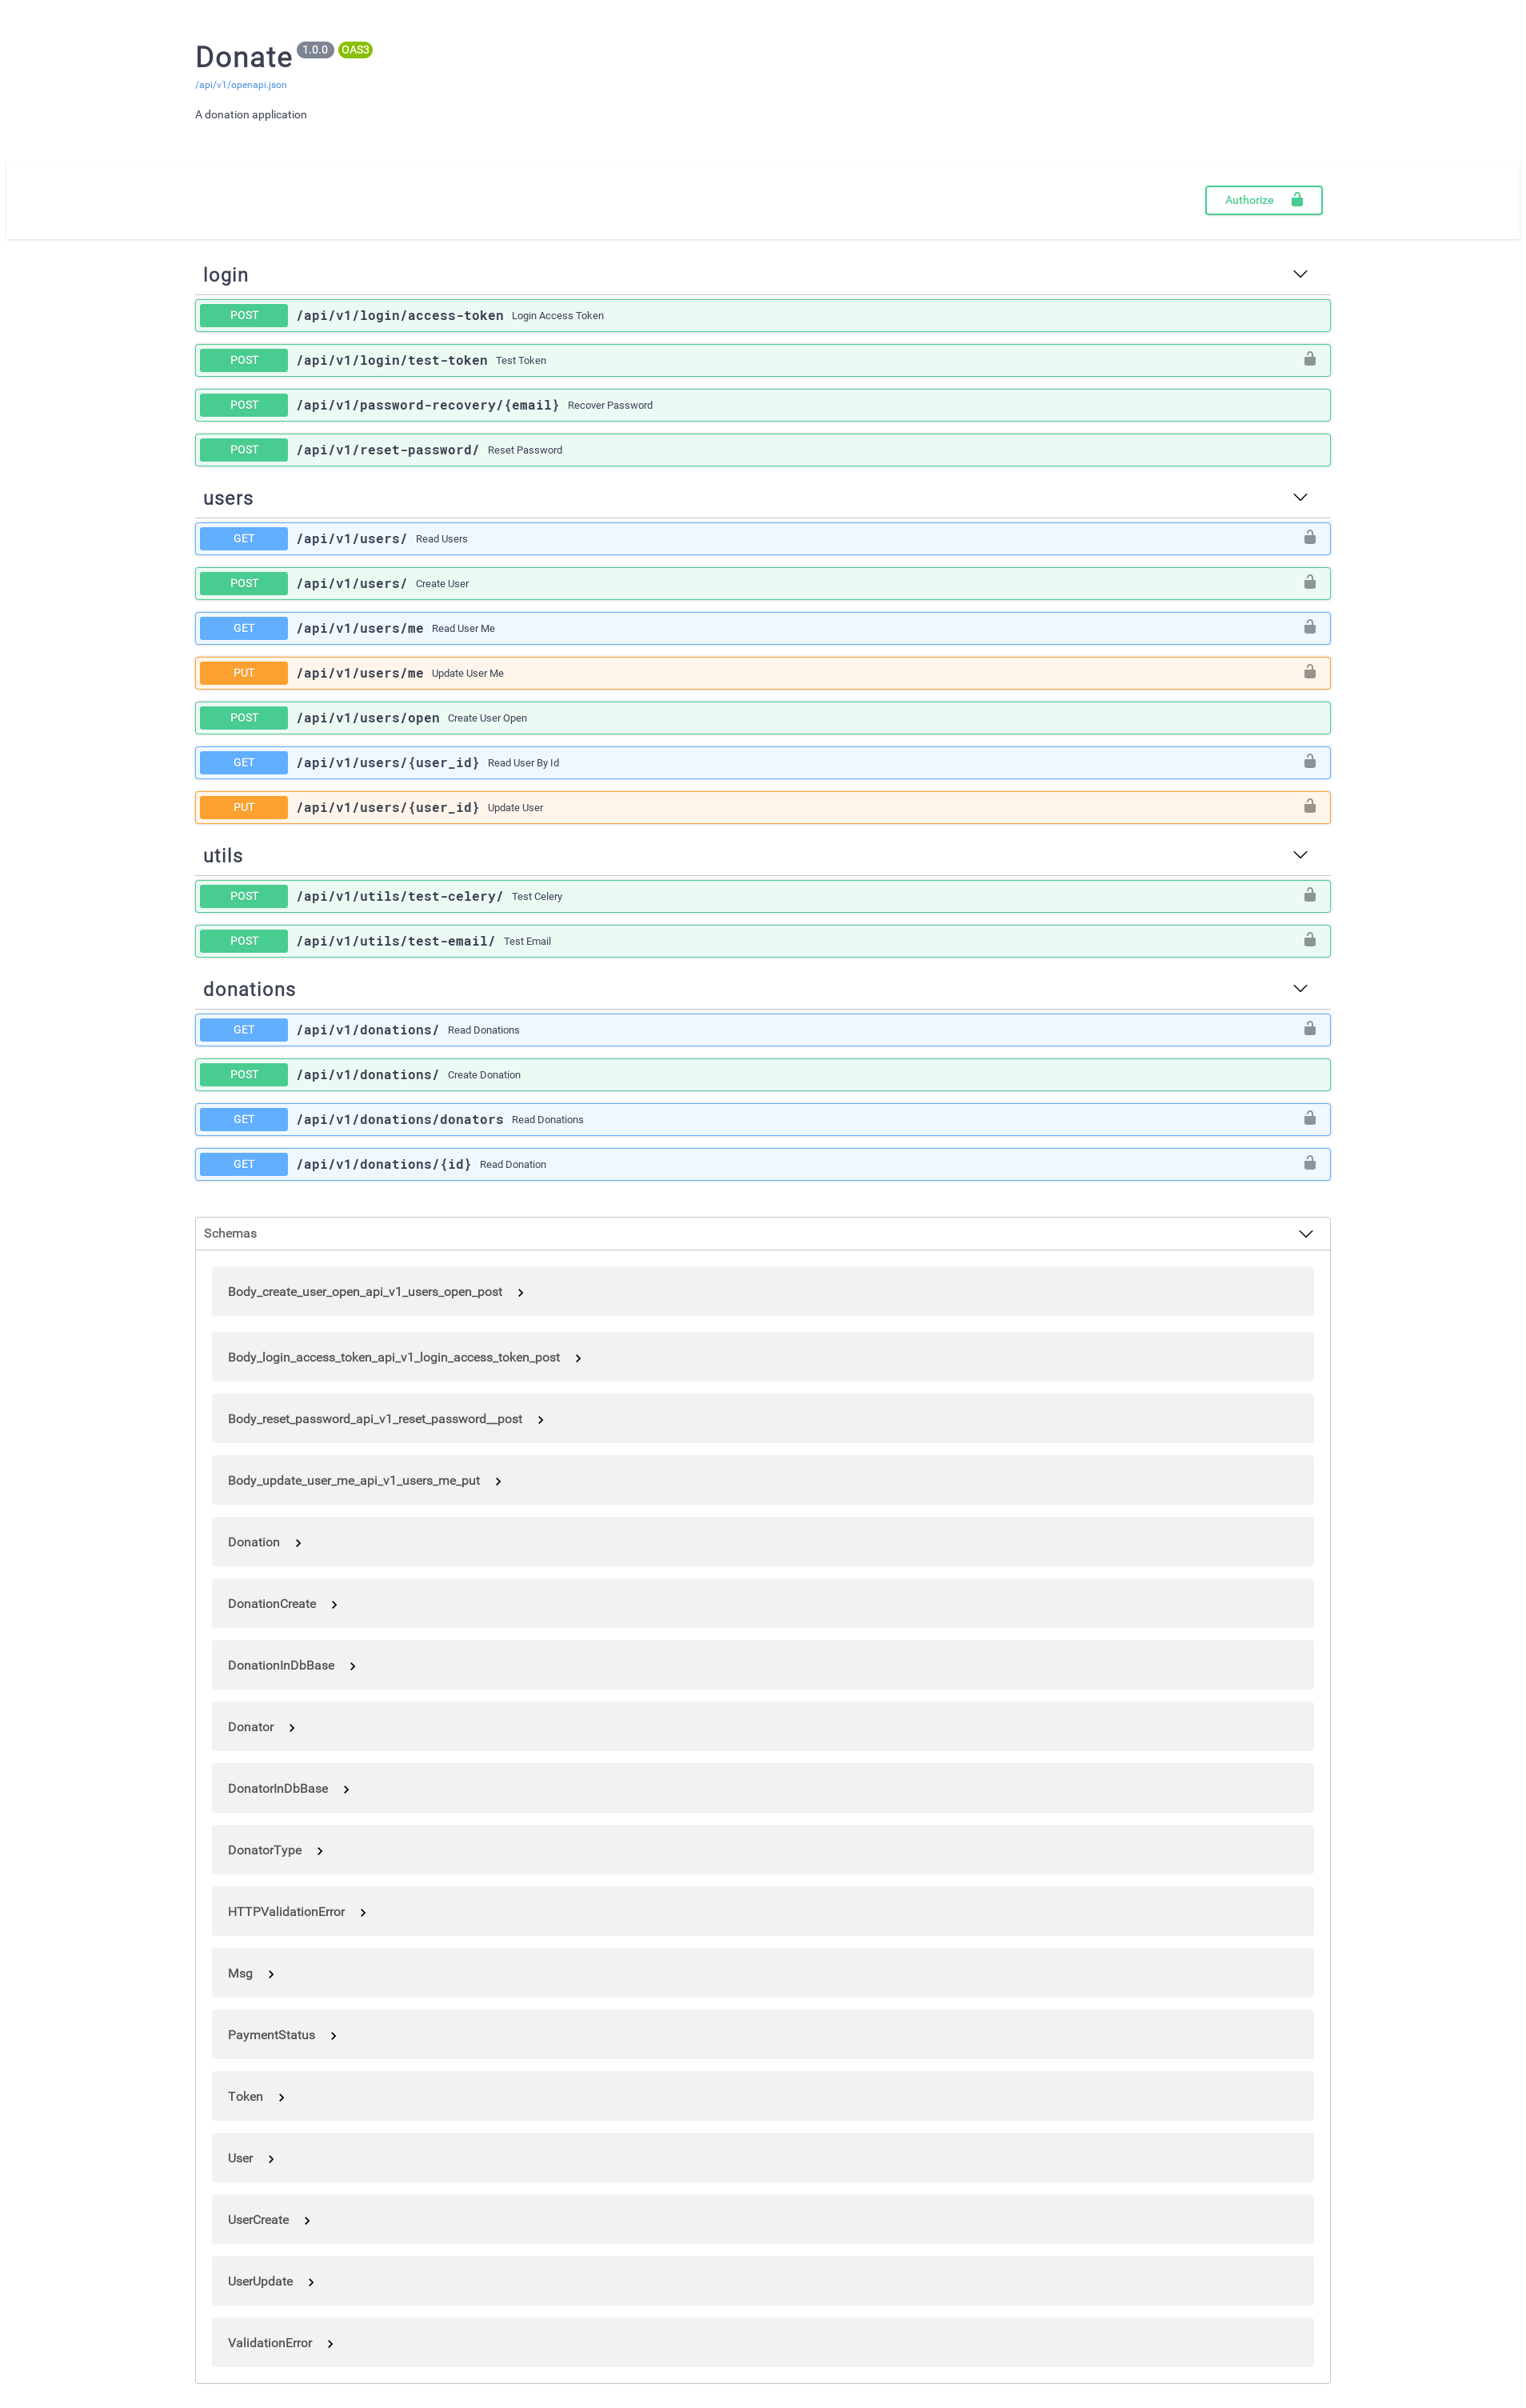 Donate 1.0.0 OAS3
/api/v1/openapi.json
A donation application
Authorize
login
POST /api/v1/login/access-token Login Access Token
POST /api/v1/login/test-token Test Token
POST /api/v1/password-recovery/{email} Recover Password
POST /api/v1/reset-password/ Reset Password
users
GET /api/v1/users/ Read Users
POST /api/v1/users/ Create User
GET /api/v1/users/me Read User Me
PUT /api/v1/users/me Update User Me
POST /api/v1/users/open Create User Open
GET /api/v1/users/{user_id} Read User By Id
PUT /api/v1/users/{user_id} Update User
utils
POST /api/v1/utils/test-celery/ Test Celery
POST /api/v1/utils/test-email/ Test Email
donations
GET /api/v1/donations/ Read Donations
POST /api/v1/donations/ Create Donation
GET /api/v1/donations/donators Read Donations
GET /api/v1/donations/{id} Read Donation
Schemas
Body_create_user_open_api_v1_users_open_post
Body_login_access_token_api_v1_login_access_token_post
Body_reset_password_api_v1_reset_password__post
Body_update_user_me_api_v1_users_me_put
Donation
DonationCreate
DonationInDbBase
Donator
DonatorInDbBase
DonatorType
HTTPValidationError
Msg
PaymentStatus
Token
User
UserCreate
UserUpdate
ValidationError